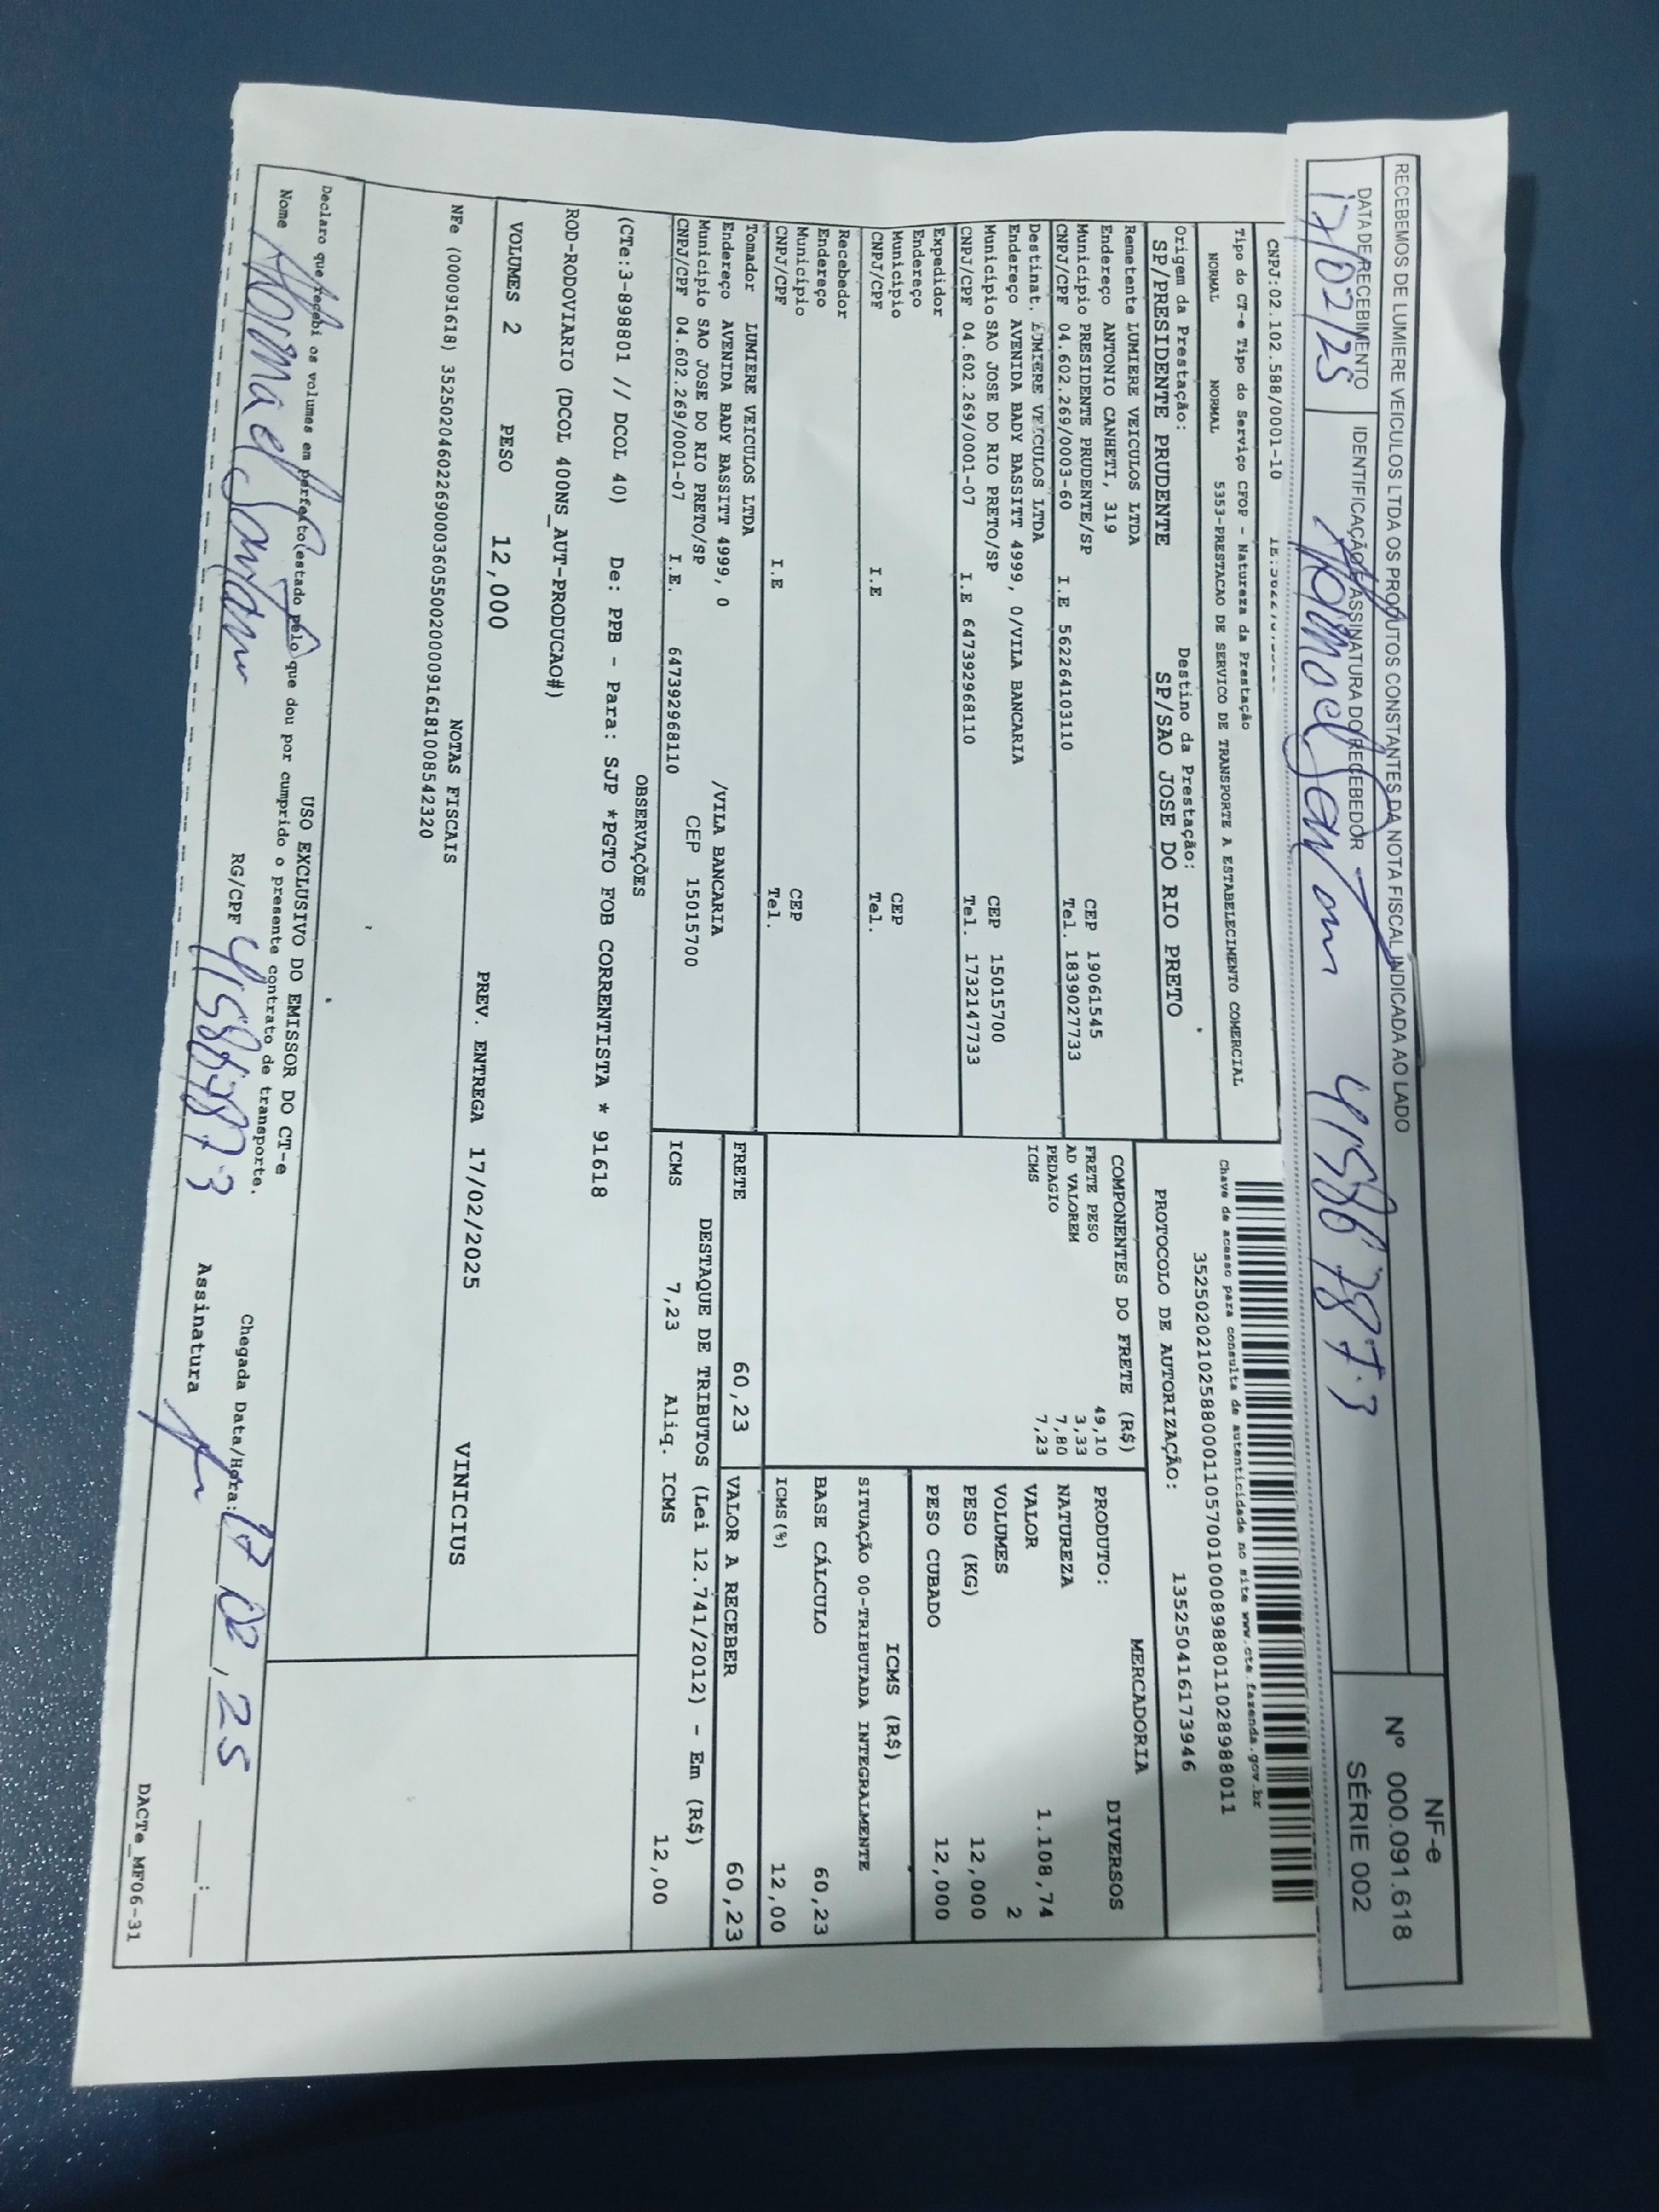 RECEBEMOS DE LUMIERE VEICULOS LTDA OS PRODUTOS CONSTANTES DA NOTA FISCAL INDICADA AO LADO
DATA DE RECEBIMENTO
17/02/25
IDENTIFICAÇÃO E ASSINATURA DO RECEBEDOR
NF-e
Nº 000.091.618
SÉRIE 002
CNPJ:02.102.588/0001-10
Tipo do CT-e Tipo do Serviço CFOP - Natureza da Prestação
NORMAL NORMAL 5353-PRESTACAO DE SERVICO DE TRANSPORTE A ESTABELECIMENTO COMERCIAL
Chave de acesso para consulta de autenticidade no site www.cte.fazenda.gov.br
35250202102588000110570010008988011028988011
PROTOCOLO DE AUTORIZAÇÃO: 135250416173946
Origem da Prestação: Destino da Prestação:
SP/PRESIDENTE PRUDENTE SP/SAO JOSE DO RIO PRETO
Remetente LUMIERE VEICULOS LTDA
Endereço ANTONIO CANHETI, 319
Município PRESIDENTE PRUDENTE/SP CEP 19061545
CNPJ/CPF 04.602.269/0003-60 I.E 562264103110 Tel. 1839027733
Destinat. LUMIERE VEICULOS LTDA
Endereço AVENIDA BADY BASSITT 4999, 0/VILA BANCARIA
Município SAO JOSE DO RIO PRETO/SP CEP 15015700
CNPJ/CPF 04.602.269/0001-07 I.E 647392968110 Tel. 1732147733
Expedidor
Endereço
Município CEP
CNPJ/CPF I.E Tel.
Recebedor
Endereço
Município CEP
CNPJ/CPF I.E Tel.
Tomador LUMIERE VEICULOS LTDA
Endereço AVENIDA BADY BASSITT 4999, 0 /VILA BANCARIA
Município SAO JOSE DO RIO PRETO/SP CEP 15015700
CNPJ/CPF 04.602.269/0001-07 I.E. 647392968110
COMPONENTES DO FRETE (R$)
FRETE PESO 49,10
AD VALOREM 3,33
PEDAGIO 7,80
ICMS 7,23
MERCADORIA
PRODUTO: DIVERSOS
NATUREZA
VALOR 1.108,74
VOLUMES 2
PESO (KG) 12,000
PESO CUBADO 12,000
ICMS (R$)
SITUAÇÃO 00-TRIBUTADA INTEGRALMENTE
BASE CÁLCULO 60,23
ICMS(%) 12,00
FRETE 60,23 VALOR A RECEBER 60,23
DESTAQUE DE TRIBUTOS (Lei 12.741/2012) - Em (R$)
ICMS 7,23 Aliq. ICMS 12,00
OBSERVAÇÕES
(CTe:3-898801 // DCOL 40) De: PPB - Para: SJP *PGTO FOB CORRENTISTA * 91618
ROD-RODOVIARIO (DCOL 400NS_AUT-PRODUCAO#)
VOLUMES 2 PESO 12,000 PREV. ENTREGA 17/02/2025 VINICIUS
NOTAS FISCAIS
NFe (000091618) 35250204602269000360550020000916181008542320
USO EXCLUSIVO DO EMISSOR DO CT-e
Declaro que recebi os volumes em perfeito estado pelo que dou por cumprido o presente contrato de transporte.
Chegada Data/Hora: 17 02,25 __:__
Nome RG/CPF Assinatura
DACTe_MF06-31